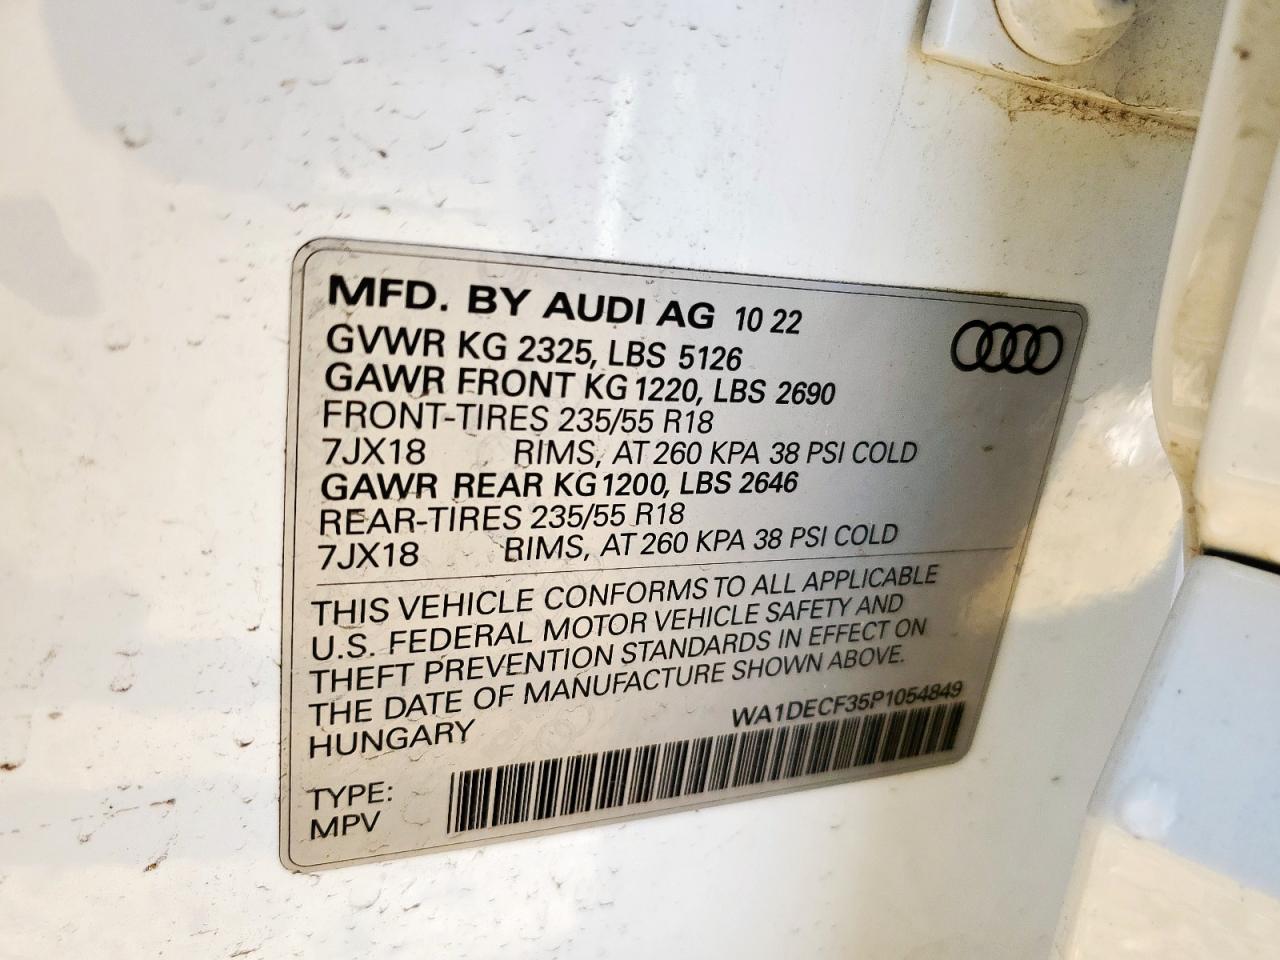 MFD. BY AUDI AG 10 22
GVWR KG 2325, LBS 5126
GAWR FRONT KG 1220, LBS 2690
FRONT-TIRES 235/55 R18
7JX18 RIMS, AT 260 KPA 38 PSI COLD
GAWR REAR KG 1200, LBS 2646
REAR-TIRES 235/55 R18
7JX18 RIMS, AT 260 KPA 38 PSI COLD
THIS VEHICLE CONFORMS TO ALL APPLICABLE
U.S. FEDERAL MOTOR VEHICLE SAFETY AND
THEFT PREVENTION STANDARDS IN EFFECT ON
THE DATE OF MANUFACTURE SHOWN ABOVE.
HUNGARY WA1DECF35P1054849
TYPE:
MPV